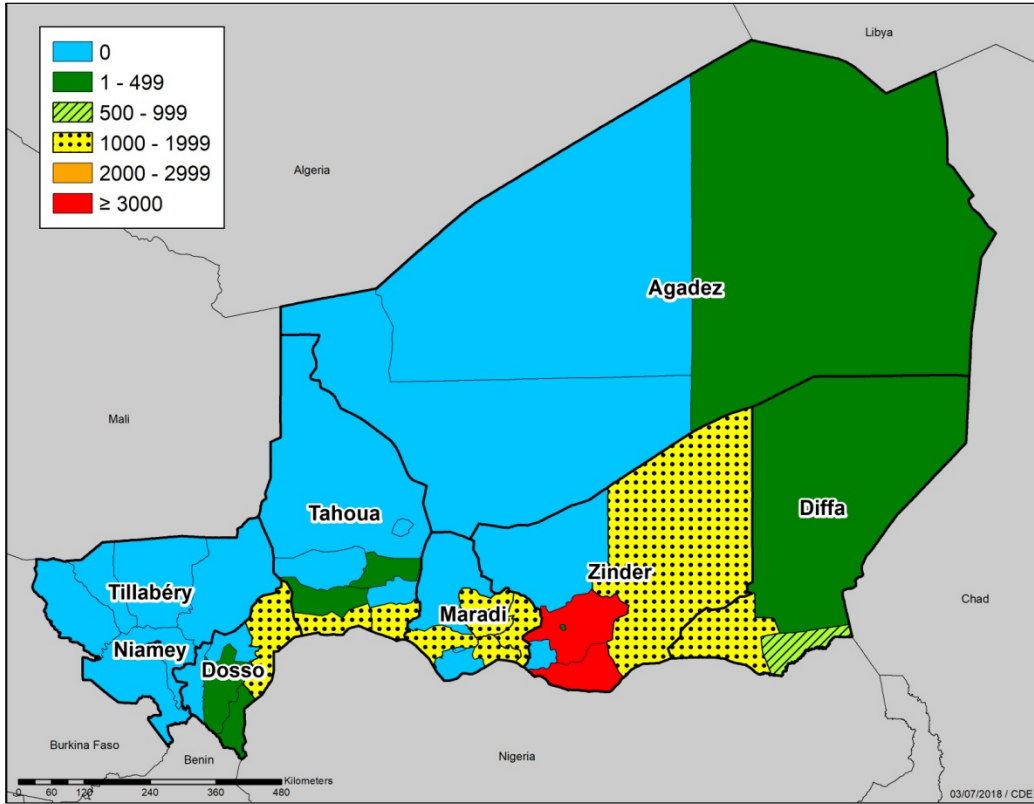 0
1 - 499
500 - 999
1000 - 1999
2000 - 2999
≥ 3000
Libya
Algeria
Agadez
Mali
Tahoua
Diffa
Tillabéry
Zinder
Chad
Maradi
Niamey
Dosso
Burkina Faso
Benin
Nigeria
Kilometers
0 60 120 240 360 480
03/07/2018 / CDE